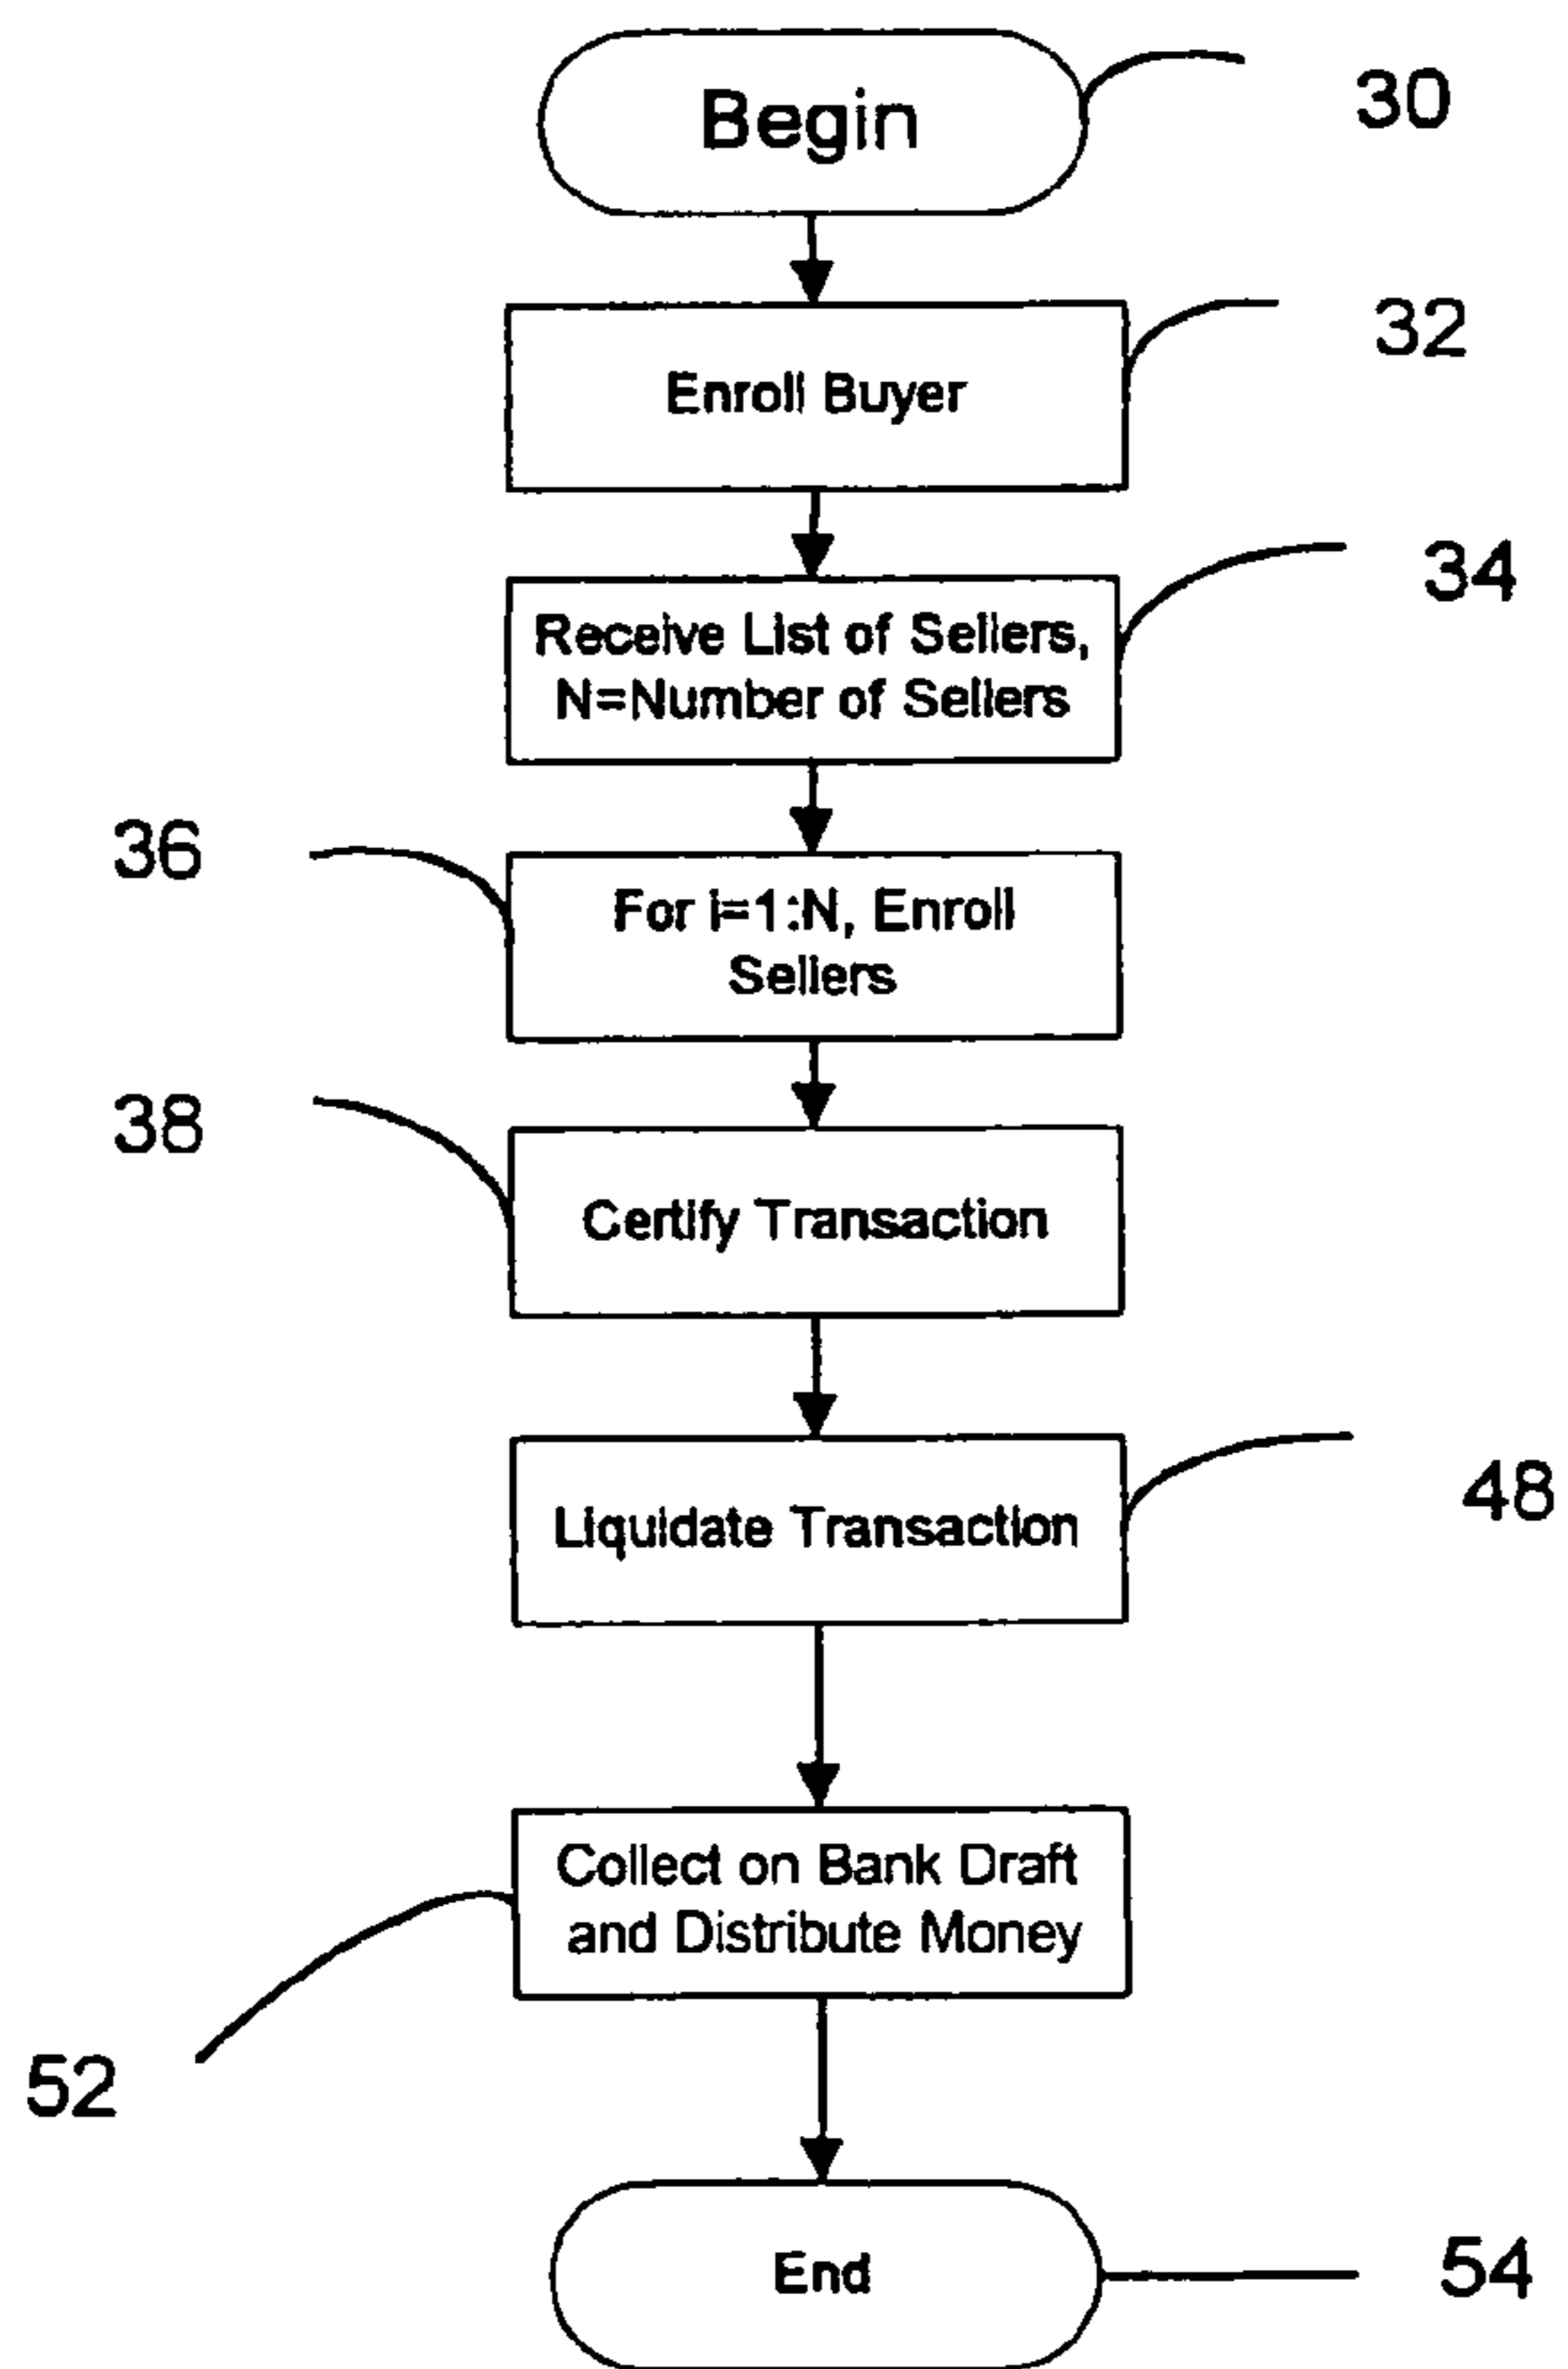 Begin
30
Enroll Buyer
32
Receive List of Sellers,
N=Number of Sellers
34
36
For i=1:N, Enroll
Sellers
38
Certify Transaction
Liquidate Transaction
48
Collect on Bank Draft
and Distribute Money
52
End
54